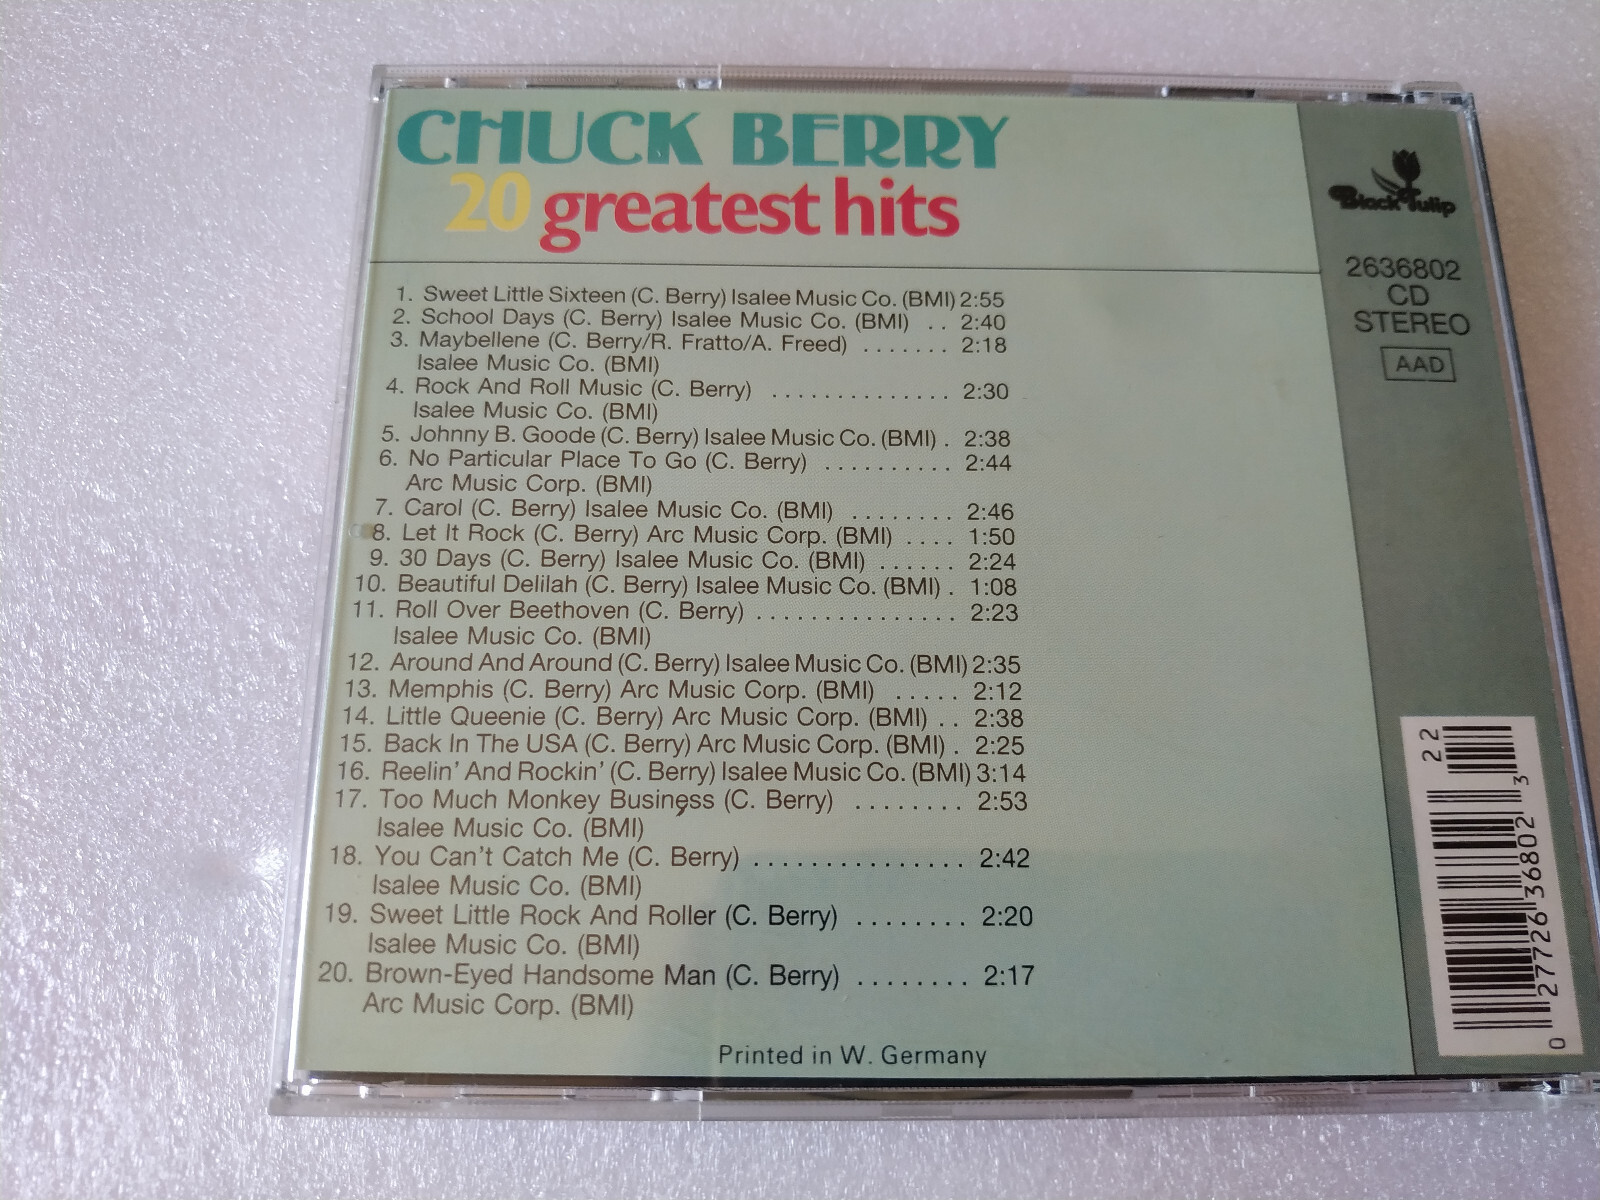 CHUCK BERRY
20 greatest hits
1. Sweet Little Sixteen (C. Berry) Isalee Music Co. (BMI) 2:55
2. School Days (C. Berry) Isalee Music Co. (BMI) . . 2:40
3. Maybellene (C. Berry/R. Fratto/A. Freed) . . . . . . . 2:18
Isalee Music Co. (BMI)
4. Rock And Roll Music (C. Berry) . . . . . . . . . . . . . . 2:30
Isalee Music Co. (BMI)
5. Johnny B. Goode (C. Berry) Isalee Music Co. (BMI) . 2:38
6. No Particular Place To Go (C. Berry) . . . . . . . . . . 2:44
Arc Music Corp. (BMI)
7. Carol (C. Berry) Isalee Music Co. (BMI) . . . . . . . . 2:46
8. Let It Rock (C. Berry) Arc Music Corp. (BMI) . . . . 1:50
9. 30 Days (C. Berry) Isalee Music Co. (BMI) . . . . . . 2:24
10. Beautiful Delilah (C. Berry) Isalee Music Co. (BMI) . 1:08
11. Roll Over Beethoven (C. Berry) . . . . . . . . . . . . . . . 2:23
Isalee Music Co. (BMI)
12. Around And Around (C. Berry) Isalee Music Co. (BMI) 2:35
13. Memphis (C. Berry) Arc Music Corp. (BMI) . . . . . 2:12
14. Little Queenie (C. Berry) Arc Music Corp. (BMI) . . 2:38
15. Back In The USA (C. Berry) Arc Music Corp. (BMI) . 2:25
16. Reelin' And Rockin' (C. Berry) Isalee Music Co. (BMI) 3:14
17. Too Much Monkey Business (C. Berry) . . . . . . . . 2:53
Isalee Music Co. (BMI)
18. You Can't Catch Me (C. Berry) . . . . . . . . . . . . . . . . 2:42
Isalee Music Co. (BMI)
19. Sweet Little Rock And Roller (C. Berry) . . . . . . . . 2:20
Isalee Music Co. (BMI)
20. Brown-Eyed Handsome Man (C. Berry) . . . . . . . . 2:17
Arc Music Corp. (BMI)
Printed in W. Germany
Black Tulip
2636802
CD
STEREO
AAD
22
0 27726 36802 3